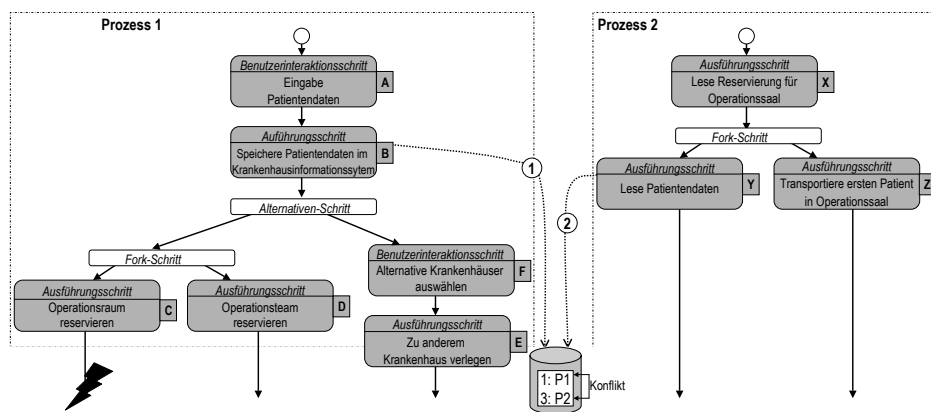 Prozess 1
Benutzerinteraktionsschritt
Eingabe
Patientendaten
A
Auführungsschritt
Speichere Patientendaten im
Krankenhausinformationssytem
B
1
Alternativen-Schritt
Fork-Schritt
Ausführungsschritt
Operationsraum
reservieren
C
Ausführungsschritt
Operationsteam
reservieren
D
Benutzerinteraktionsschritt
Alternative Krankenhäuser
auswählen
F
Ausführungsschritt
Zu anderem
Krankenhaus verlegen
E
Prozess 2
Ausführungsschritt
Lese Reservierung für
Operationssaal
X
Fork-Schritt
Ausführungsschritt
Lese Patientendaten
Y
Ausführungsschritt
Transportiere ersten Patient
in Operationssaal
Z
2
1: P1
3: P2
Konflikt